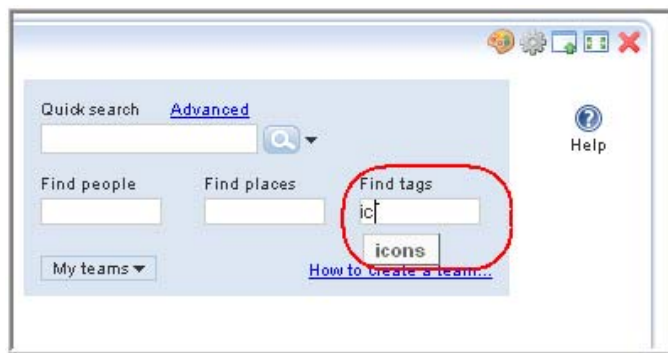 Quick search Advanced
Help
Find people Find places Find tags
ic
icons
My teams How to create a team...